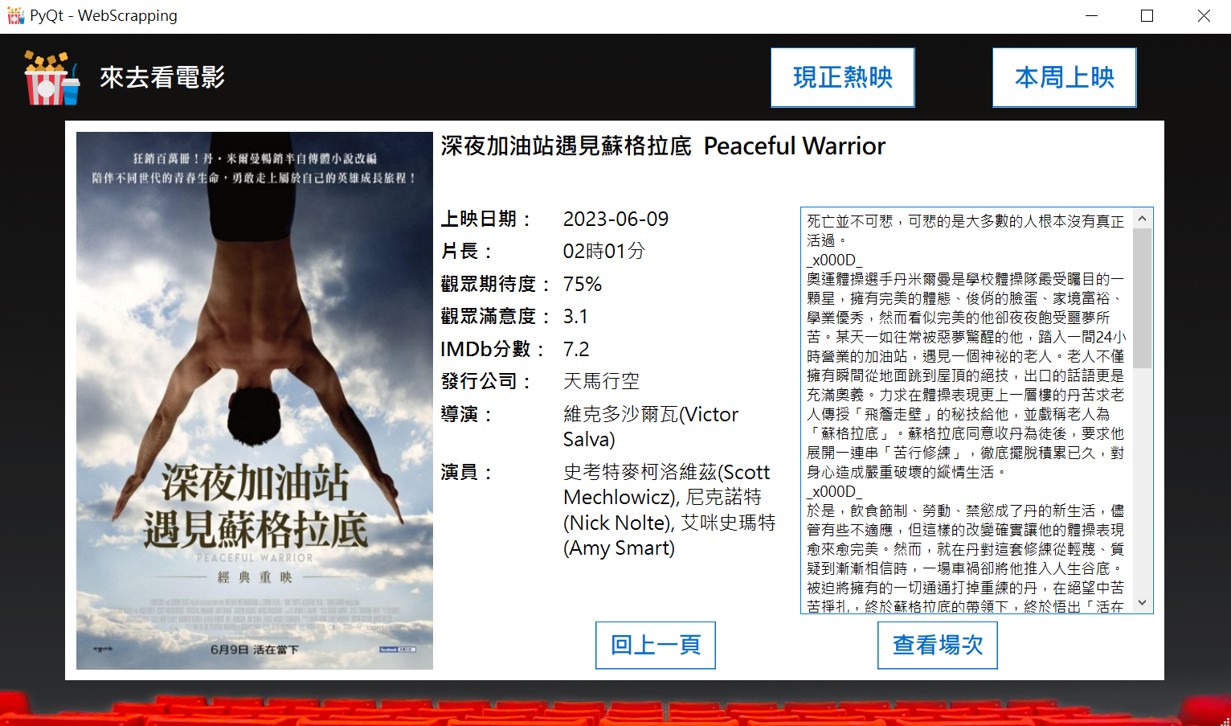 PyQt - WebScrapping
來去看電影
現正熱映
本周上映
狂銷百萬冊！丹・米爾曼暢銷半自傳體小說改編
陪伴不同世代的青春生命，勇敢走上屬於自己的英雄成長旅程！
深夜加油站
遇見蘇格拉底
PEACEFUL WARRIOR
經典重映
6月9日 活在當下
深夜加油站遇見蘇格拉底 Peaceful Warrior
上映日期： 2023-06-09
片長： 02時01分
觀眾期待度： 75%
觀眾滿意度： 3.1
IMDb分數： 7.2
發行公司： 天馬行空
導演： 維克多沙爾瓦(Victor
Salva)
演員： 史考特麥柯洛維茲(Scott
Mechlowicz), 尼克諾特
(Nick Nolte), 艾咪史瑪特
(Amy Smart)
死亡並不可悲，可悲的是大多數的人根本沒有真正
活過。
_x000D_
奧運體操選手丹米爾曼是學校體操隊最受矚目的一
顆星，擁有完美的體態、俊俏的臉蛋、家境富裕、
學業優秀，然而看似完美的他卻夜夜飽受噩夢所
苦。某天一如往常被惡夢驚醒的他，踏入一間24小
時營業的加油站，遇見一個神祕的老人。老人不僅
擁有瞬間從地面跳到屋頂的絕技，出口的話語更是
充滿奧義。力求在體操表現更上一層樓的丹苦求老
人傳授「飛簷走壁」的秘技給他，並戲稱老人為
「蘇格拉底」。蘇格拉底同意收丹為徒後，要求他
展開一連串「苦行修練」，徹底擺脫積累已久，對
身心造成嚴重破壞的縱情生活。
_x000D_
於是，飲食節制、勞動、禁慾成了丹的新生活，儘
管有些不適應，但這樣的改變確實讓他的體操表現
愈來愈完美。然而，就在丹對這套修練從輕蔑、質
疑到漸漸相信時，一場車禍卻將他推入人生谷底。
被迫將擁有的一切通通打掉重練的丹，在絕望中苦
苦掙扎，終於蘇格拉底的帶領下，終於悟出「活在
回上一頁
查看場次